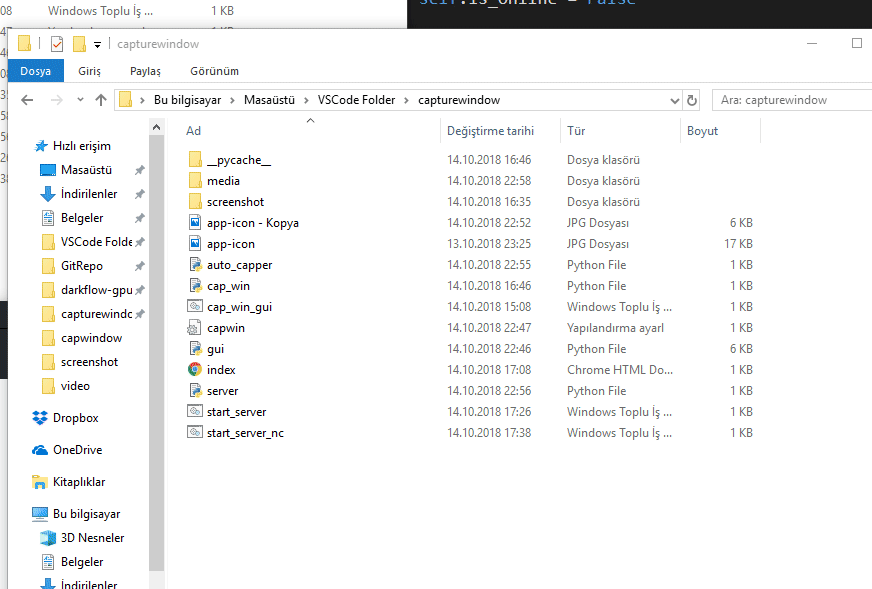 08 Windows Toplu İş ... 1 KB
self.is_online = False
capturewindow
Dosya Giriş Paylaş Görünüm
Bu bilgisayar > Masaüstü > VSCode Folder > capturewindow Ara: capturewindow
Ad Değiştirme tarihi Tür Boyut
Hızlı erişim
Masaüstü
İndirilenler
Belgeler
VSCode Folde
GitRepo
darkflow-gpu
capturewindo
capwindow
screenshot
video
Dropbox
OneDrive
Kitaplıklar
Bu bilgisayar
3D Nesneler
Belgeler
İndirilenler
__pycache__ 14.10.2018 16:46 Dosya klasörü
media 14.10.2018 22:58 Dosya klasörü
screenshot 14.10.2018 16:35 Dosya klasörü
app-icon - Kopya 14.10.2018 22:52 JPG Dosyası 6 KB
app-icon 13.10.2018 23:25 JPG Dosyası 17 KB
auto_capper 14.10.2018 22:55 Python File 1 KB
cap_win 14.10.2018 16:46 Python File 1 KB
cap_win_gui 14.10.2018 15:08 Windows Toplu İş ... 1 KB
capwin 14.10.2018 22:47 Yapılandırma ayarl 1 KB
gui 14.10.2018 22:46 Python File 6 KB
index 14.10.2018 17:08 Chrome HTML Do... 1 KB
server 14.10.2018 22:56 Python File 1 KB
start_server 14.10.2018 17:26 Windows Toplu İş ... 1 KB
start_server_nc 14.10.2018 17:38 Windows Toplu İş ... 1 KB